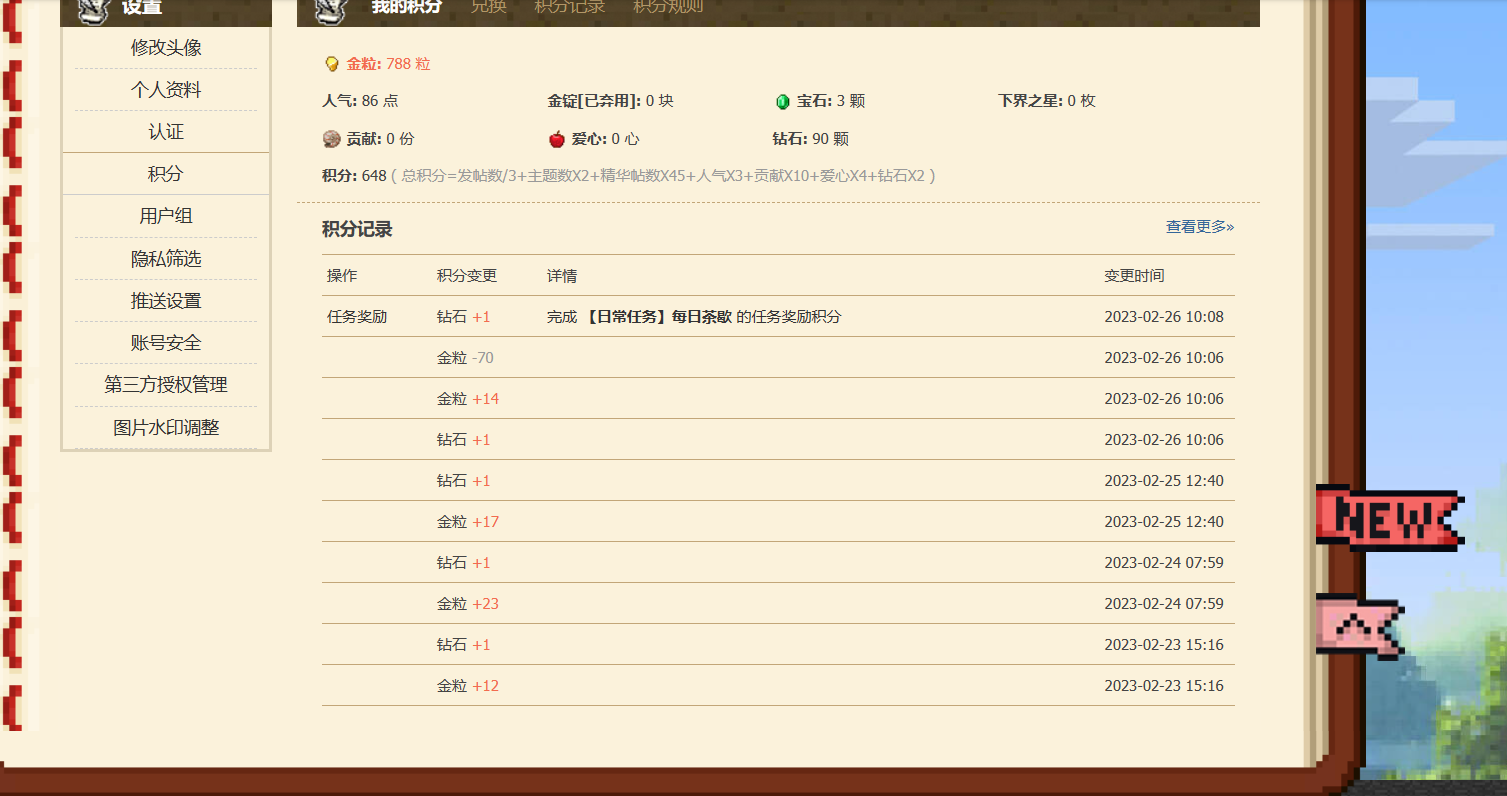 设置
修改头像
个人资料
认证
积分
用户组
隐私筛选
推送设置
账号安全
第三方授权管理
图片水印调整
我的积分 兑换 积分记录 积分规则
金粒: 788 粒
人气: 86 点 金锭[已弃用]: 0 块 宝石: 3 颗 下界之星: 0 枚
贡献: 0 份 爱心: 0 心 钻石: 90 颗
积分: 648 ( 总积分=发帖数/3+主题数X2+精华帖数X45+人气X3+贡献X10+爱心X4+钻石X2 )
积分记录 查看更多»
操作 积分变更 详情 变更时间
任务奖励 钻石 +1 完成 【日常任务】每日茶歇 的任务奖励积分 2023-02-26 10:08
金粒 -70 2023-02-26 10:06
金粒 +14 2023-02-26 10:06
钻石 +1 2023-02-26 10:06
钻石 +1 2023-02-25 12:40
金粒 +17 2023-02-25 12:40
钻石 +1 2023-02-24 07:59
金粒 +23 2023-02-24 07:59
钻石 +1 2023-02-23 15:16
金粒 +12 2023-02-23 15:16
NEW